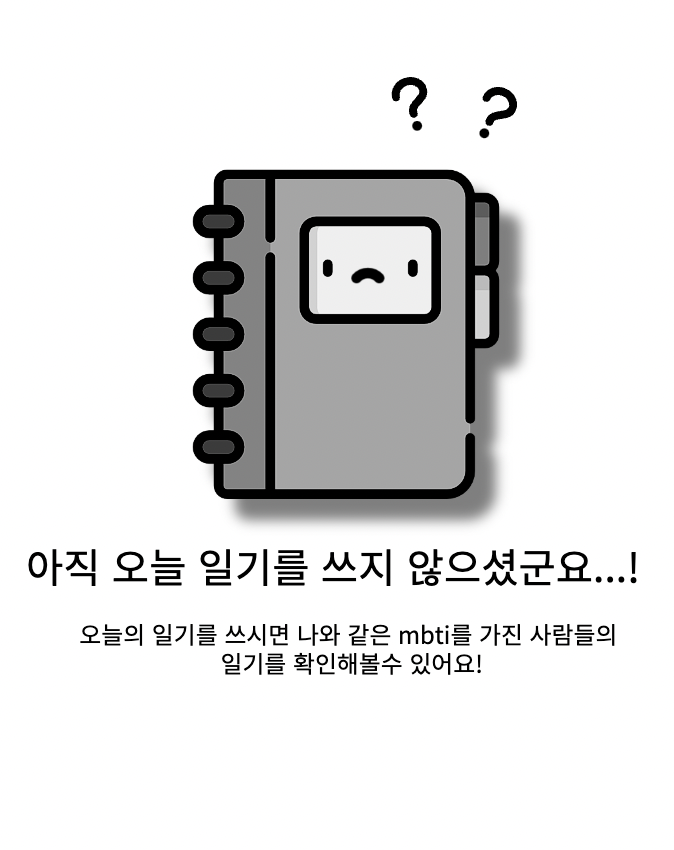 ? ?
아직 오늘 일기를 쓰지 않으셨군요...!
오늘의 일기를 쓰시면 나와 같은 mbti를 가진 사람들의
일기를 확인해볼수 있어요!